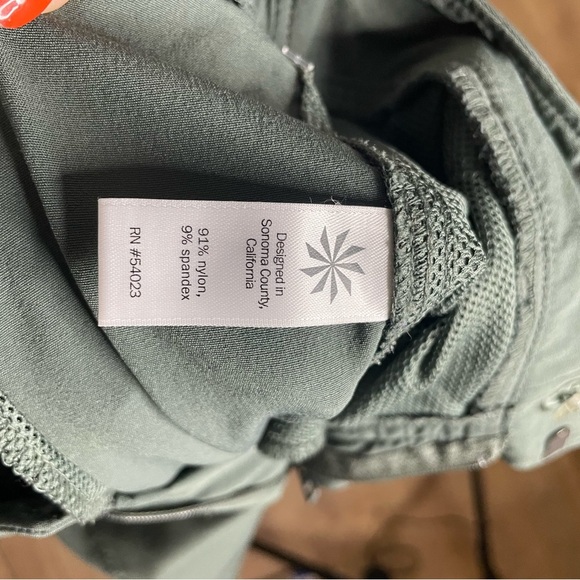 Designed in
Sonoma County,
California
91% nylon,
9% spandex
RN #54023